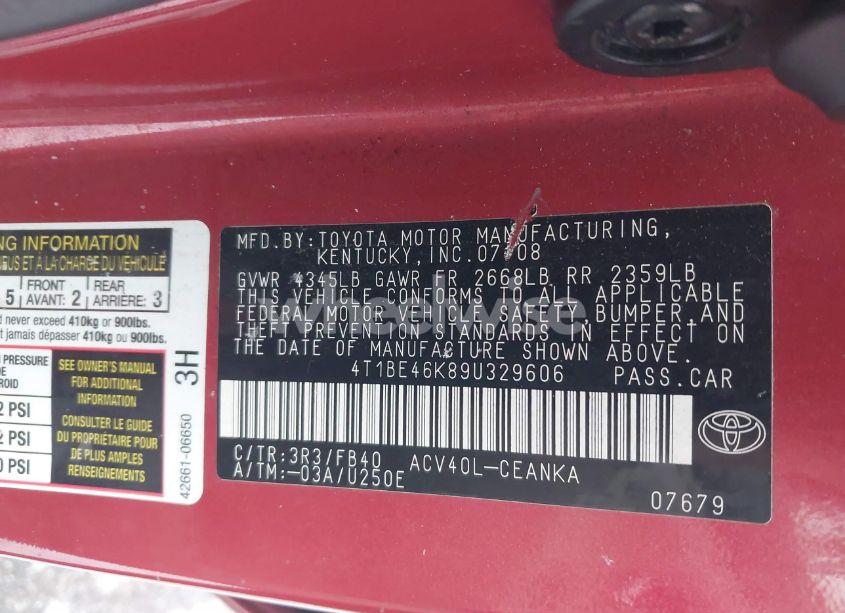 NG INFORMATION
EUS ET À LA CHARGE DU VÉHICULE
5 FRONT AVANT: 2 REAR ARRIÈRE: 3
d never exceed 410kg or 900lbs.
t jamais dépasser 410kg ou 900lbs.
PRESSURE
DE
ROID
2 PSI
2 PSI
0 PSI
SEE OWNER'S MANUAL
FOR ADDITIONAL
INFORMATION
CONSULTER LE GUIDE
DU PROPRIÉTAIRE POUR
DE PLUS AMPLES
RENSEIGNEMENTS
3H
42661-06650
MFD.BY:TOYOTA MOTOR MANUFACTURING,
KENTUCKY, INC. 07/08
GVWR 4345LB GAWR FR 2668LB RR 2359LB
THIS VEHICLE CONFORMS TO ALL APPLICABLE
FEDERAL MOTOR VEHICLE SAFETY, BUMPER, AND
THEFT PREVENTION STANDARDS IN EFFECT ON
THE DATE OF MANUFACTURE SHOWN ABOVE.
4T1BE46K89U329606 PASS.CAR
C/TR:3R3/FB40 ACV40L-CEANKA
A/TM:-03A/U250E
07679
wheelwise